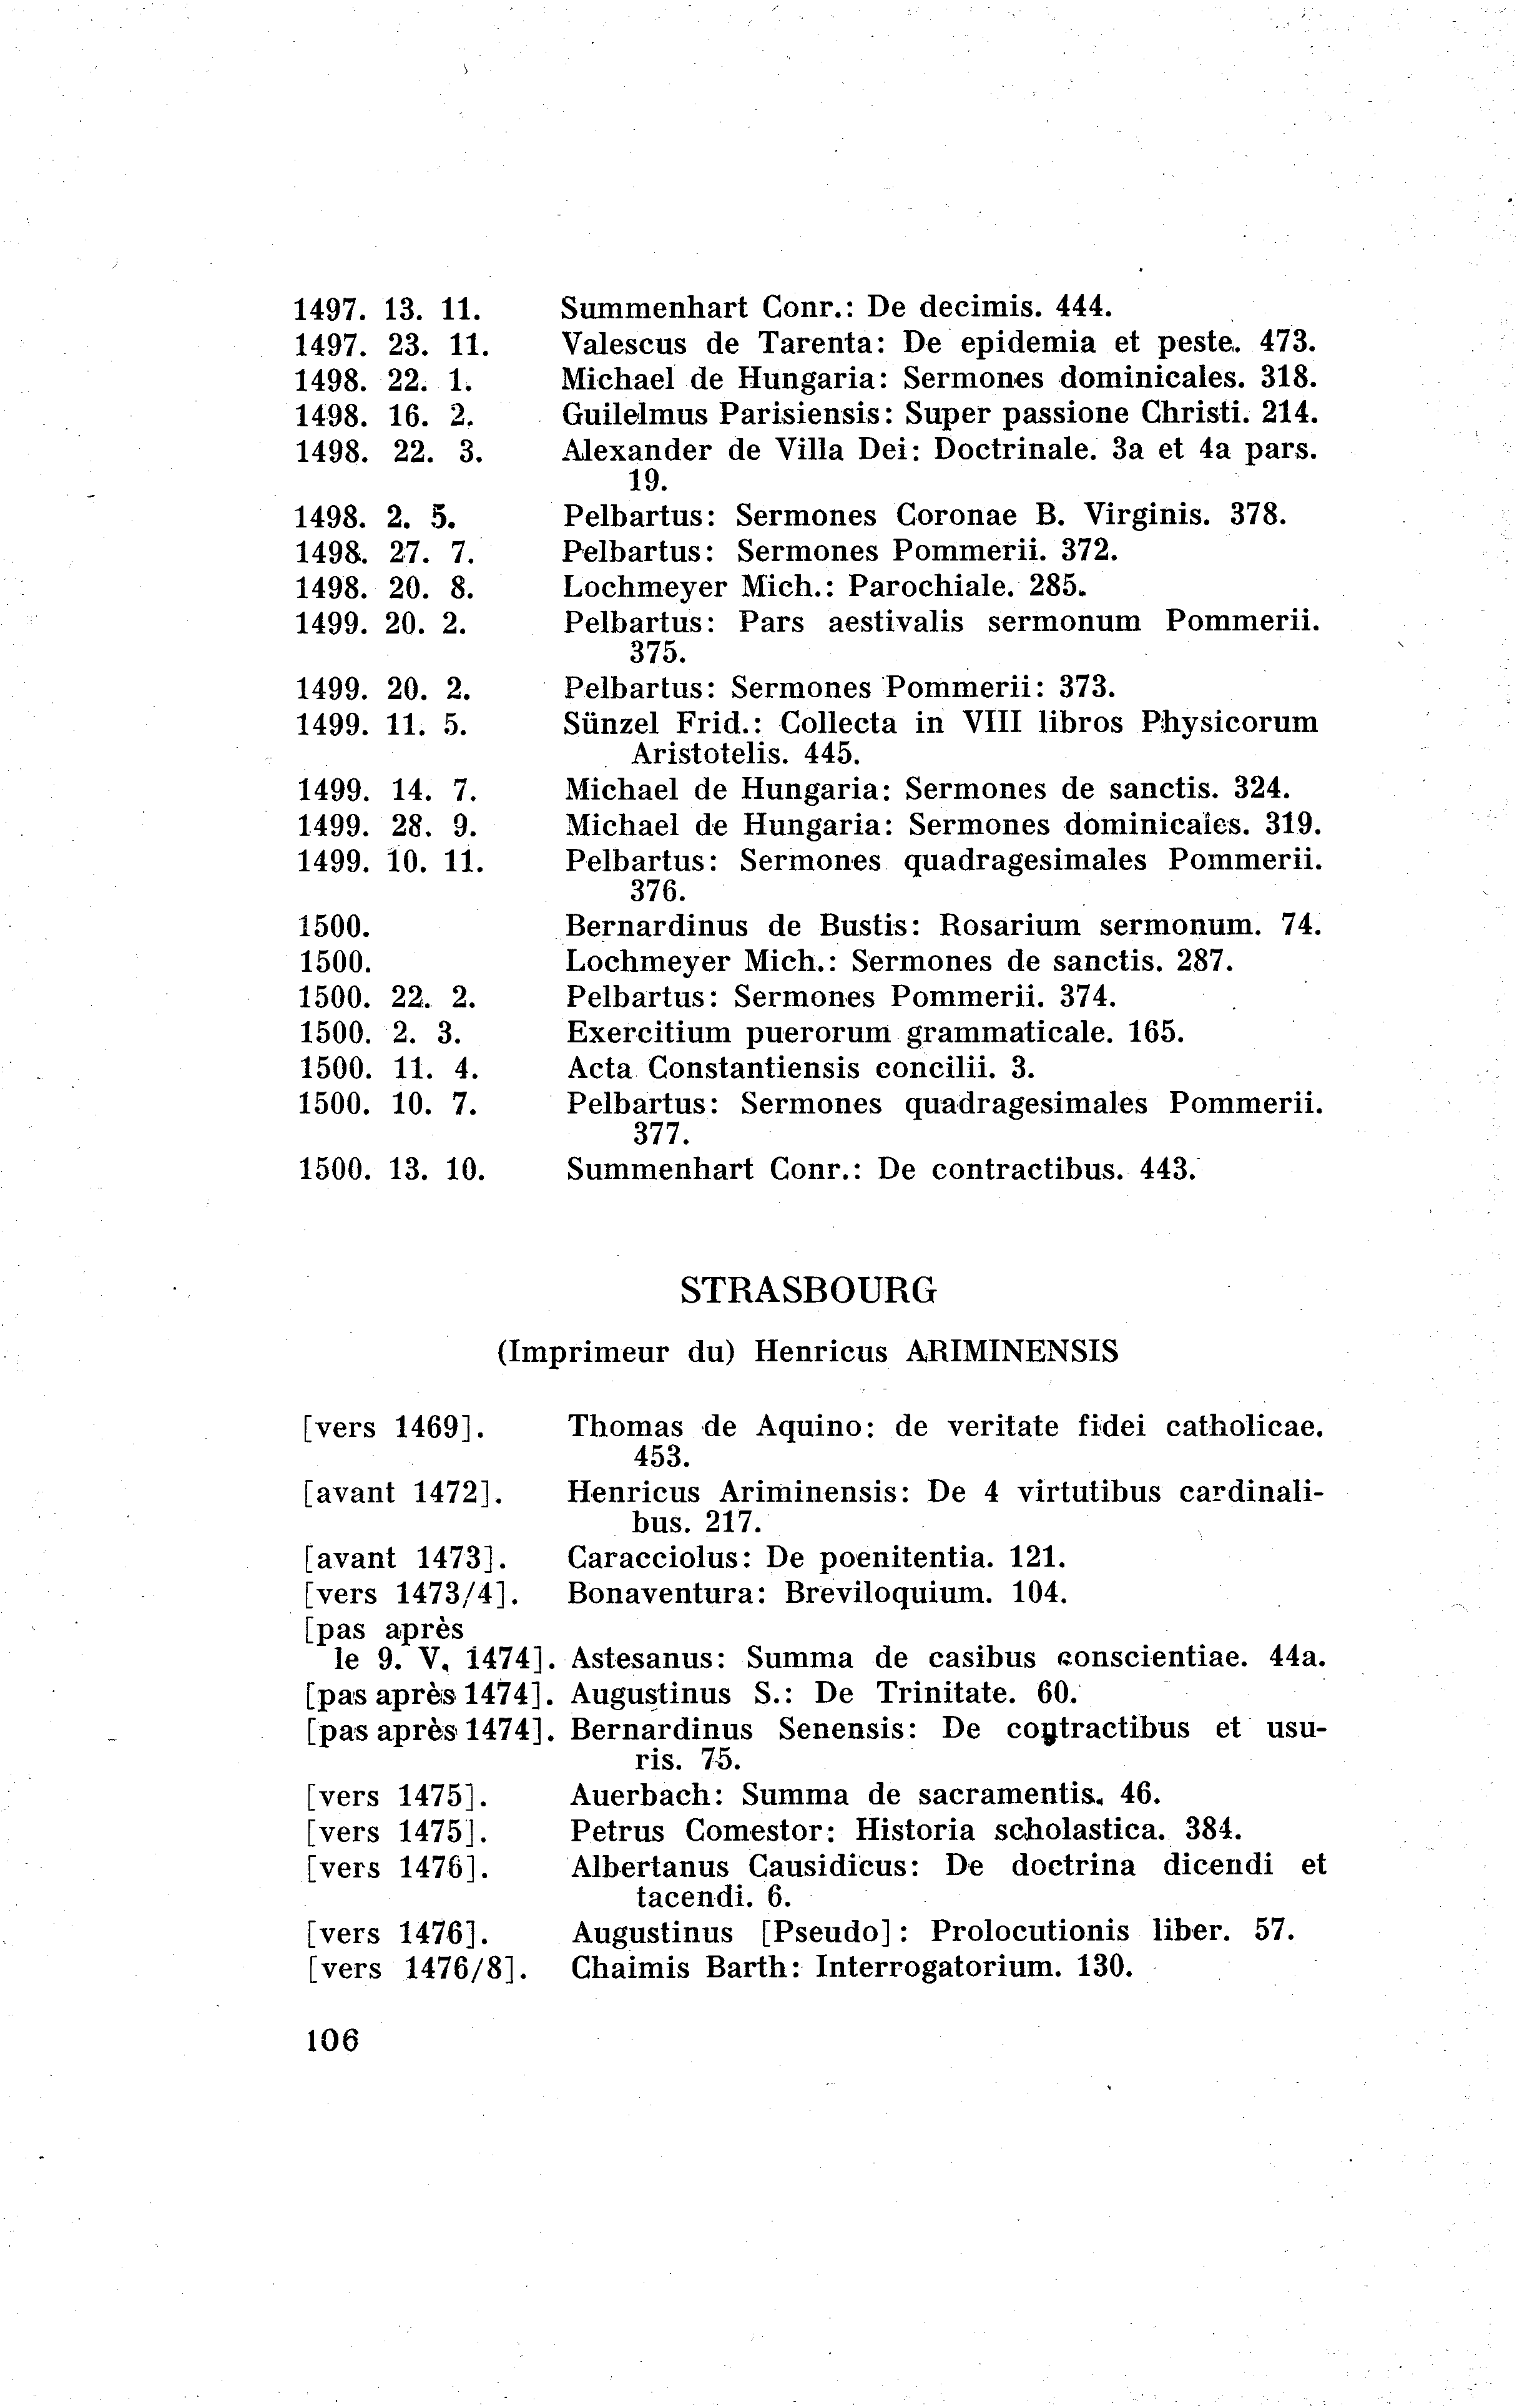 1497. 13. 11. Summenhart Conr.: De decimis. 444.
1497. 23. 11. Valescus de Tarenta: De epidemia et peste. 473.
1498. 22. 1. Michael de Hungaria: Sermones dominicales. 318.
1498. 16. 2. Guilelmus Parisiensis: Super passione Christi. 214.
1498. 22. 3. Alexander de Villa Dei: Doctrinale. 3a et 4a pars.
19.
1498. 2. 5. Pelbartus: Sermones Coronae B. Virginis. 378.
1498. 27. 7. Pelbartus: Sermones Pommerii. 372.
1498. 20. 8. Lochmeyer Mich.: Parochiale. 285.
1499. 20. 2. Pelbartus: Pars aestivalis sermonum Pommerii.
375.
1499. 20. 2. Pelbartus: Sermones Pommerii: 373.
1499. 11. 5. Sünzel Frid.: Collecta in VIII libros Physicorum
Aristotelis. 445.
1499. 14. 7. Michael de Hungaria: Sermones de sanctis. 324.
1499. 28. 9. Michael de Hungaria: Sermones dominicales. 319.
1499. 10. 11. Pelbartus: Sermones quadragesimales Pommerii.
376.
1500. Bernardinus de Bustis: Rosarium sermonum. 74.
1500. Lochmeyer Mich.: Sermones de sanctis. 287.
1500. 22. 2. Pelbartus: Sermones Pommerii. 374.
1500. 2. 3. Exercitium puerorum grammaticale. 165.
1500. 11. 4. Acta Constantiensis concilii. 3.
1500. 10. 7. Pelbartus: Sermones quadragesimales Pommerii.
377.
1500. 13. 10. Summenhart Conr.: De contractibus. 443.
STRASBOURG
(Imprimeur du) Henricus ARIMINENSIS
[vers 1469]. Thomas de Aquino: de veritate fidei catholicae.
453.
[avant 1472]. Henricus Ariminensis: De 4 virtutibus cardinali-
bus. 217.
[avant 1473]. Caracciolus: De poenitentia. 121.
[vers 1473/4]. Bonaventura: Breviloquium. 104.
[pas après
le 9. V. 1474]. Astesanus: Summa de casibus conscientiae. 44a.
[pas après 1474]. Augustinus S.: De Trinitate. 60.
[pas après 1474]. Bernardinus Senensis: De contractibus et usu-
ris. 75.
[vers 1475]. Auerbach: Summa de sacramentis. 46.
[vers 1475]. Petrus Comestor: Historia scholastica. 384.
[vers 1476]. Albertanus Causidicus: De doctrina dicendi et
tacendi. 6.
[vers 1476]. Augustinus [Pseudo]: Prolocutionis liber. 57.
[vers 1476/8]. Chaimis Barth: Interrogatorium. 130.
106